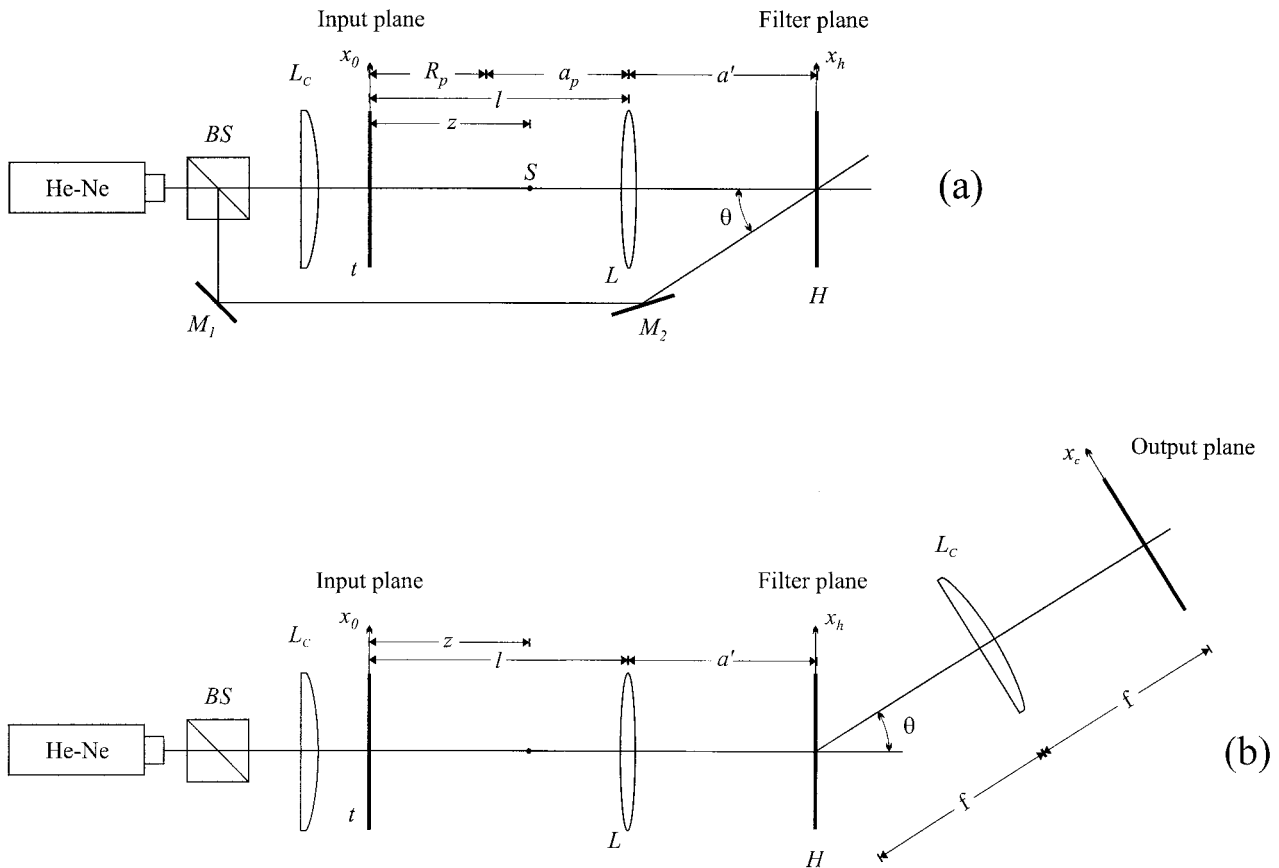 Input plane
Filter plane
x0
Rp
ap
a'
xh
Lc
l
z
BS
He-Ne
S
θ
(a)
t
L
H
M1
M2
Output plane
xc
Lc
Input plane
Filter plane
x0
z
xh
Lc
l
a'
BS
He-Ne
θ
f
f
(b)
t
L
H